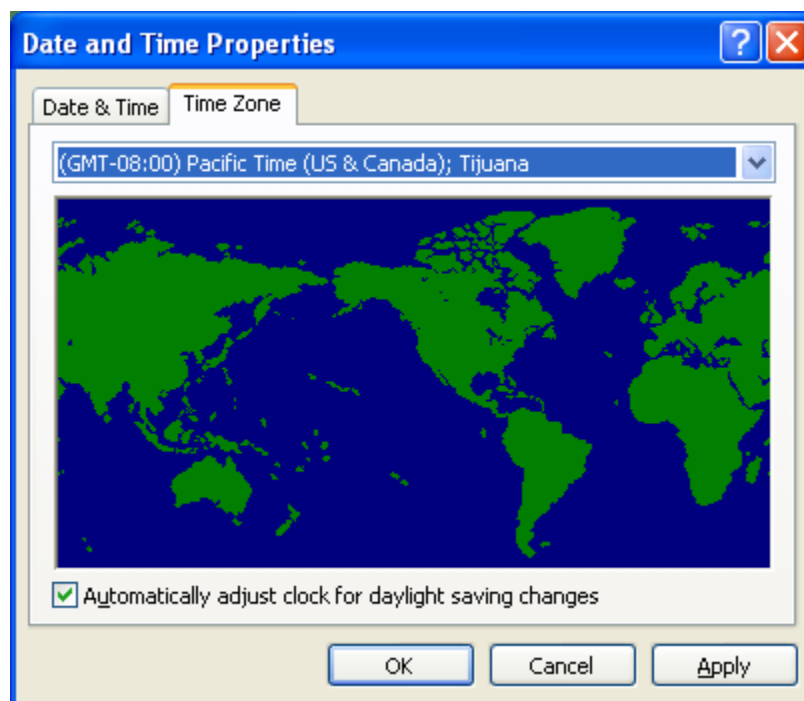 Date and Time Properties
Date & Time
Time Zone
(GMT-08:00) Pacific Time (US & Canada); Tijuana
Automatically adjust clock for daylight saving changes
OK
Cancel
Apply